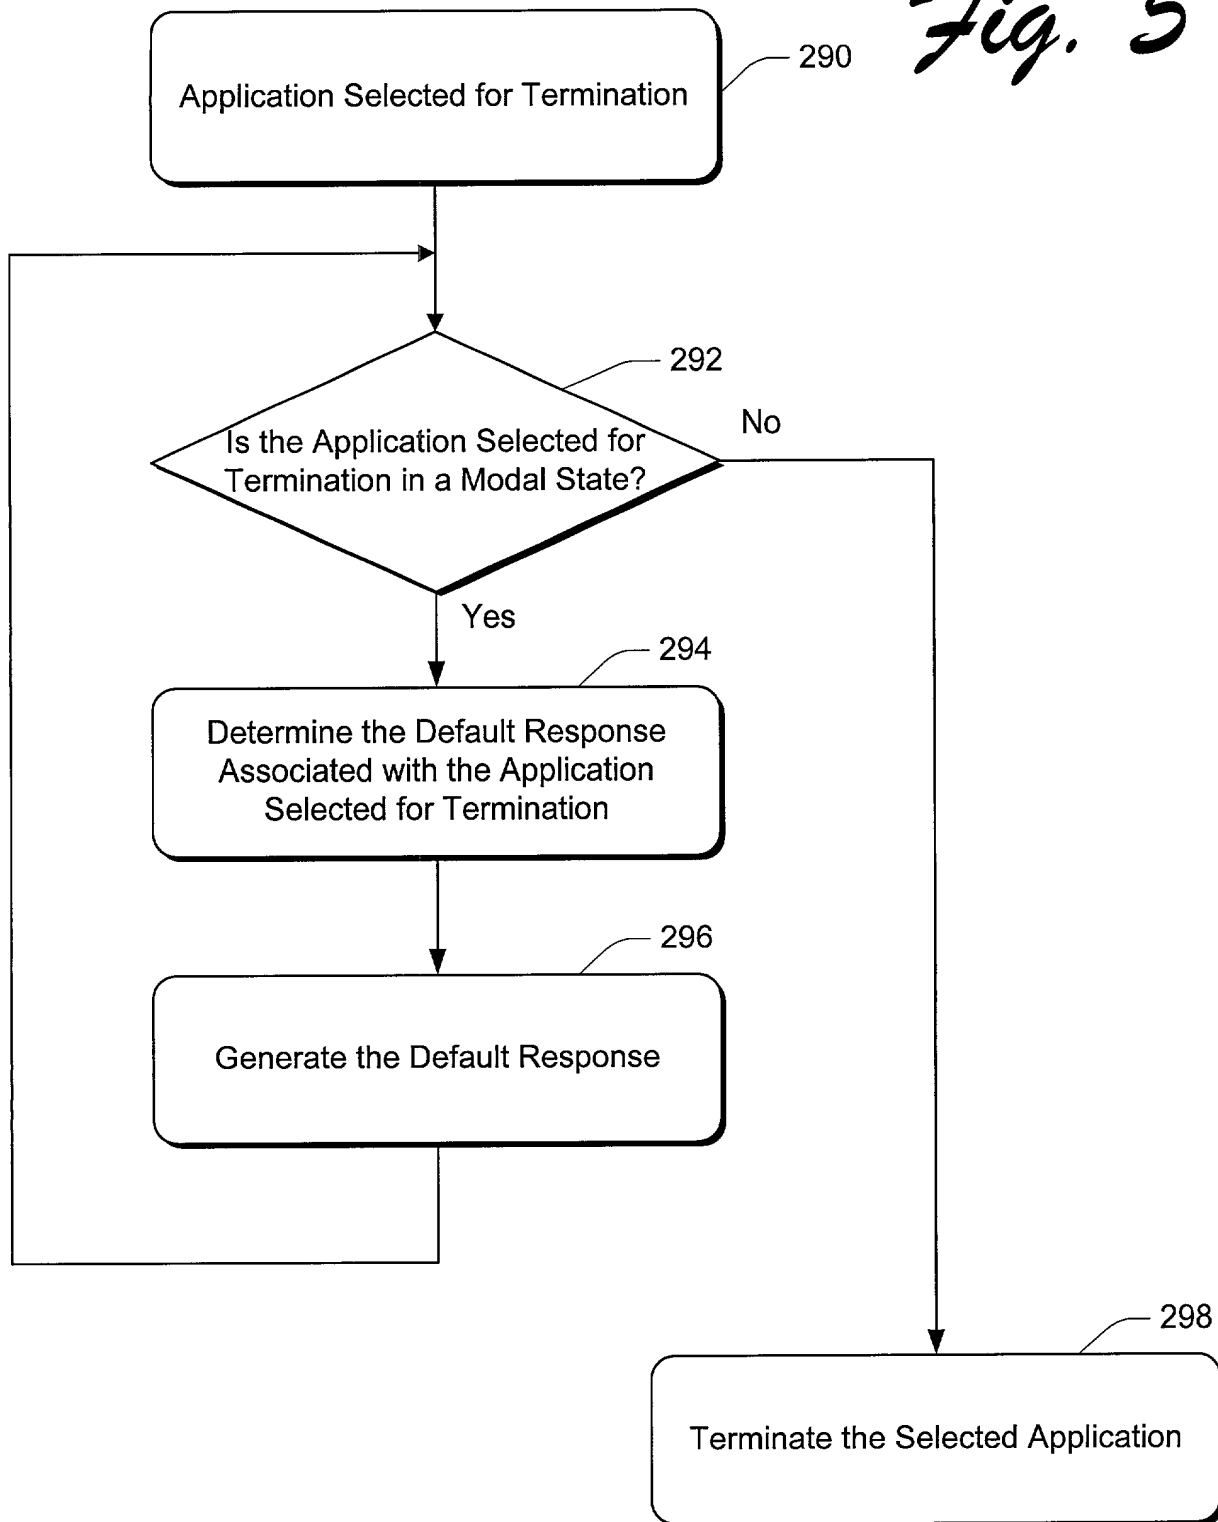 Fig. 5
290
Application Selected for Termination
292
No
Is the Application Selected for
Termination in a Modal State?
Yes
294
Determine the Default Response
Associated with the Application
Selected for Termination
296
Generate the Default Response
298
Terminate the Selected Application